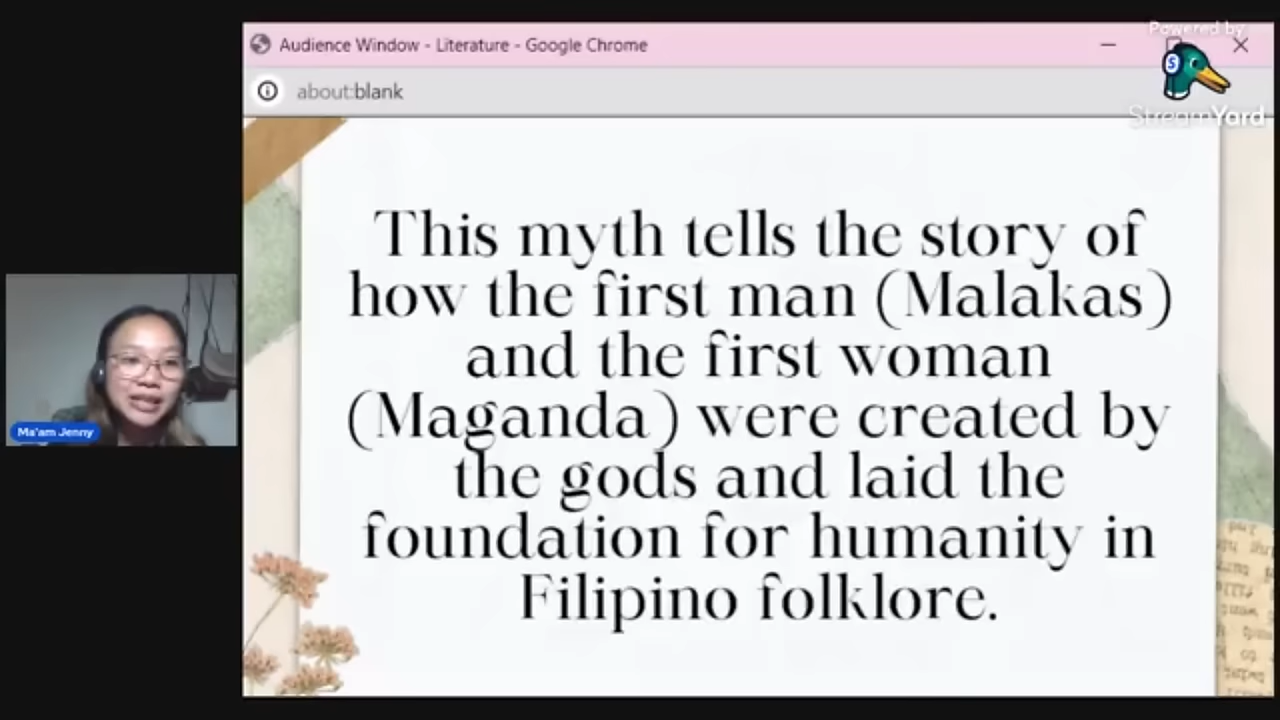 Audience Window - Literature - Google Chrome
about:blank
Powered by
StreamYard
This myth tells the story of
how the first man (Malakas)
and the first woman
(Maganda) were created by
the gods and laid the
foundation for humanity in
Filipino folklore.
Ma'am Jenny